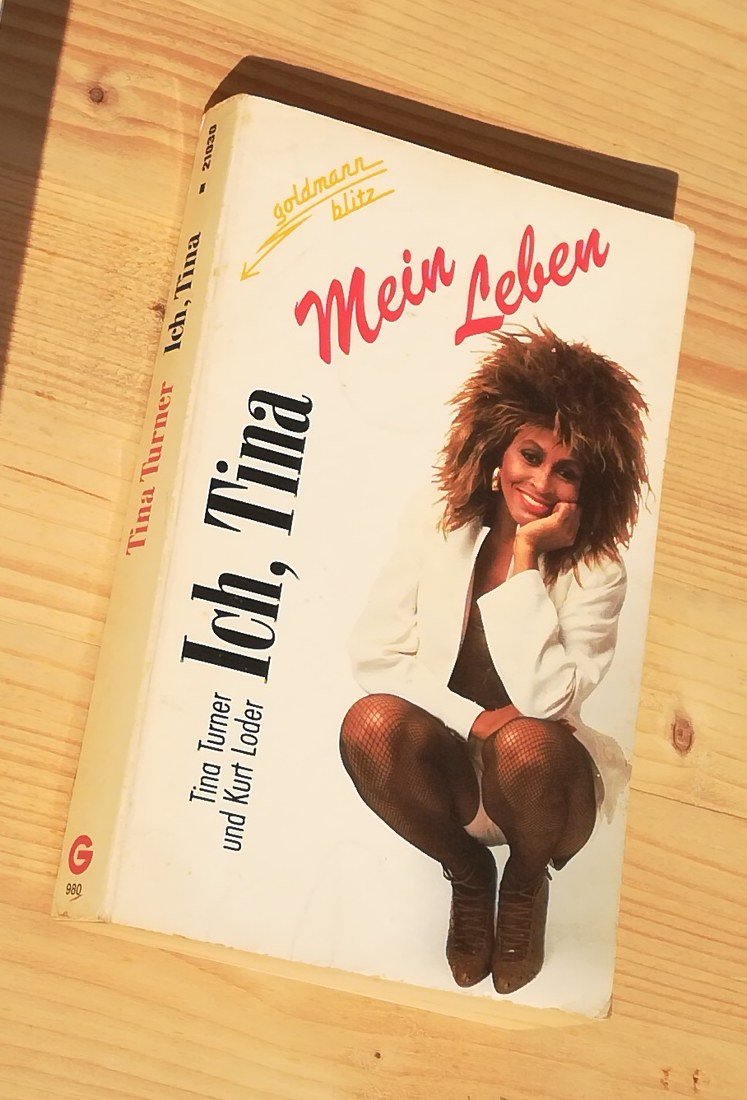 goldmann
blitz
Mein Leben
Ich, Tina
Tina Turner
und Kurt Loder
Tina Turner Ich, Tina 21030
G
980